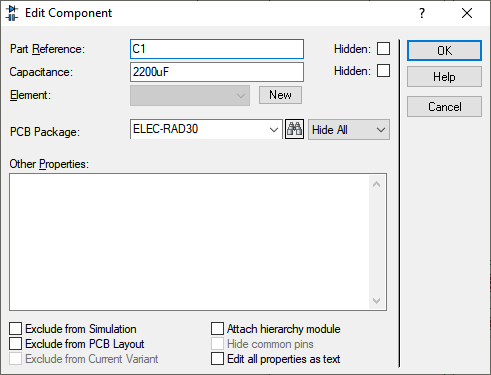 Edit Component
?
Part Reference: C1 Hidden: OK
Capacitance: 2200uF Hidden: Help
Element: New Cancel
PCB Package: ELEC-RAD30 Hide All
Other Properties:
Exclude from Simulation Attach hierarchy module
Exclude from PCB Layout Hide common pins
Exclude from Current Variant Edit all properties as text